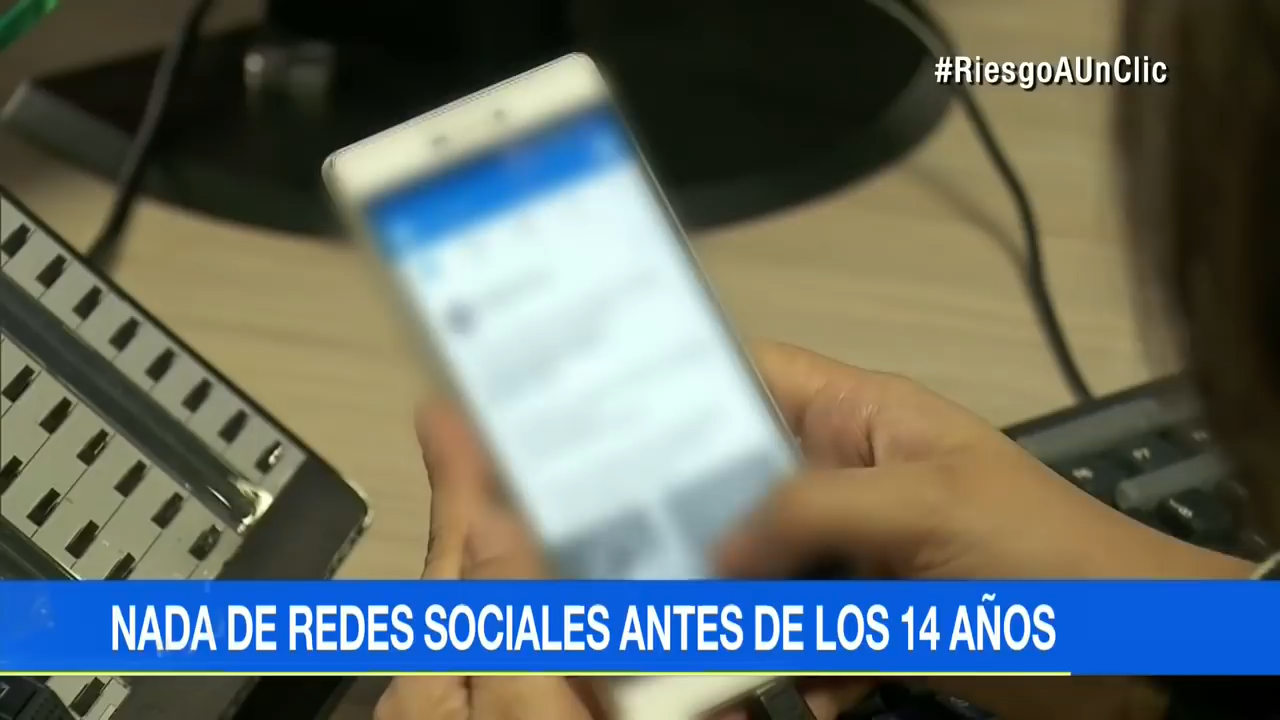 #RiesgoAUnClic
NADA DE REDES SOCIALES ANTES DE LOS 14 AÑOS